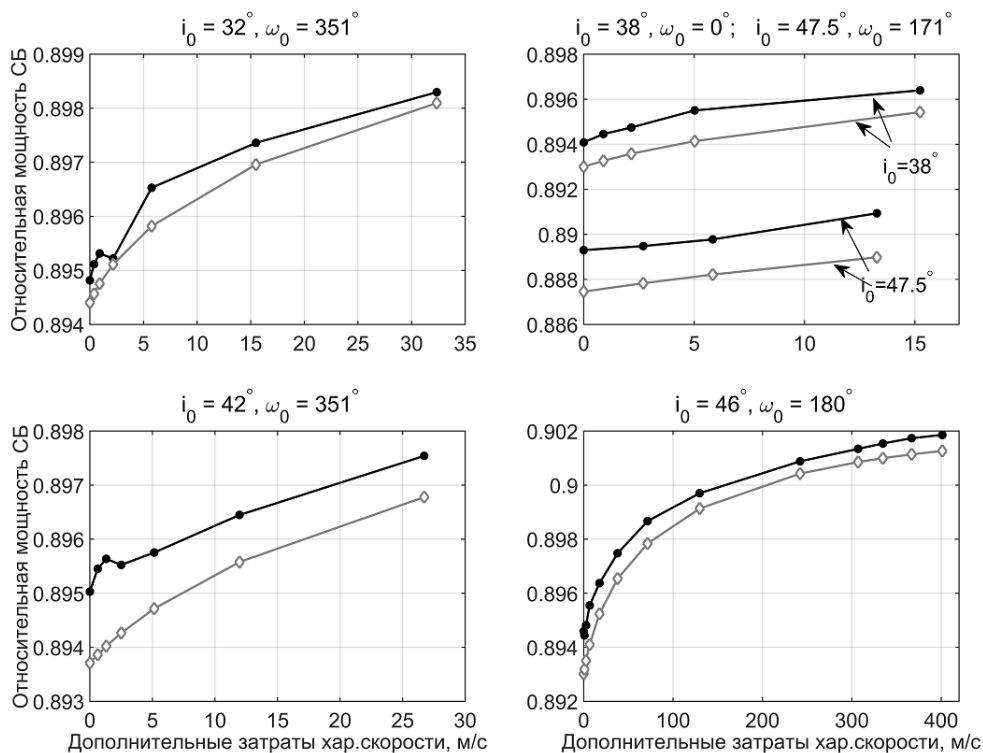 i₀ = 32°, ω₀ = 351°
Относительная мощность СБ
0.899
0.898
0.897
0.896
0.895
0.894
0 5 10 15 20 25 30 35
i₀ = 38°, ω₀ = 0°; i₀ = 47.5°, ω₀ = 171°
0.898
0.896
0.894
0.892
0.89
0.888
0.886
i₀=38°
i₀=47.5°
0 5 10 15
i₀ = 42°, ω₀ = 351°
Относительная мощность СБ
0.898
0.897
0.896
0.895
0.894
0.893
0 5 10 15 20 25 30
Дополнительные затраты хар.скорости, м/с
i₀ = 46°, ω₀ = 180°
0.902
0.9
0.898
0.896
0.894
0.892
0 100 200 300 400
Дополнительные затраты хар.скорости, м/с